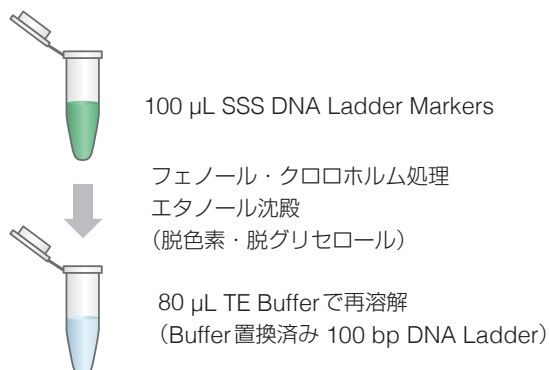 100 µL SSS DNA Ladder Markers
フェノール・クロロホルム処理
エタノール沈殿
（脱色素・脱グリセロール）
80 µL TE Bufferで再溶解
（Buffer置換済み 100 bp DNA Ladder）